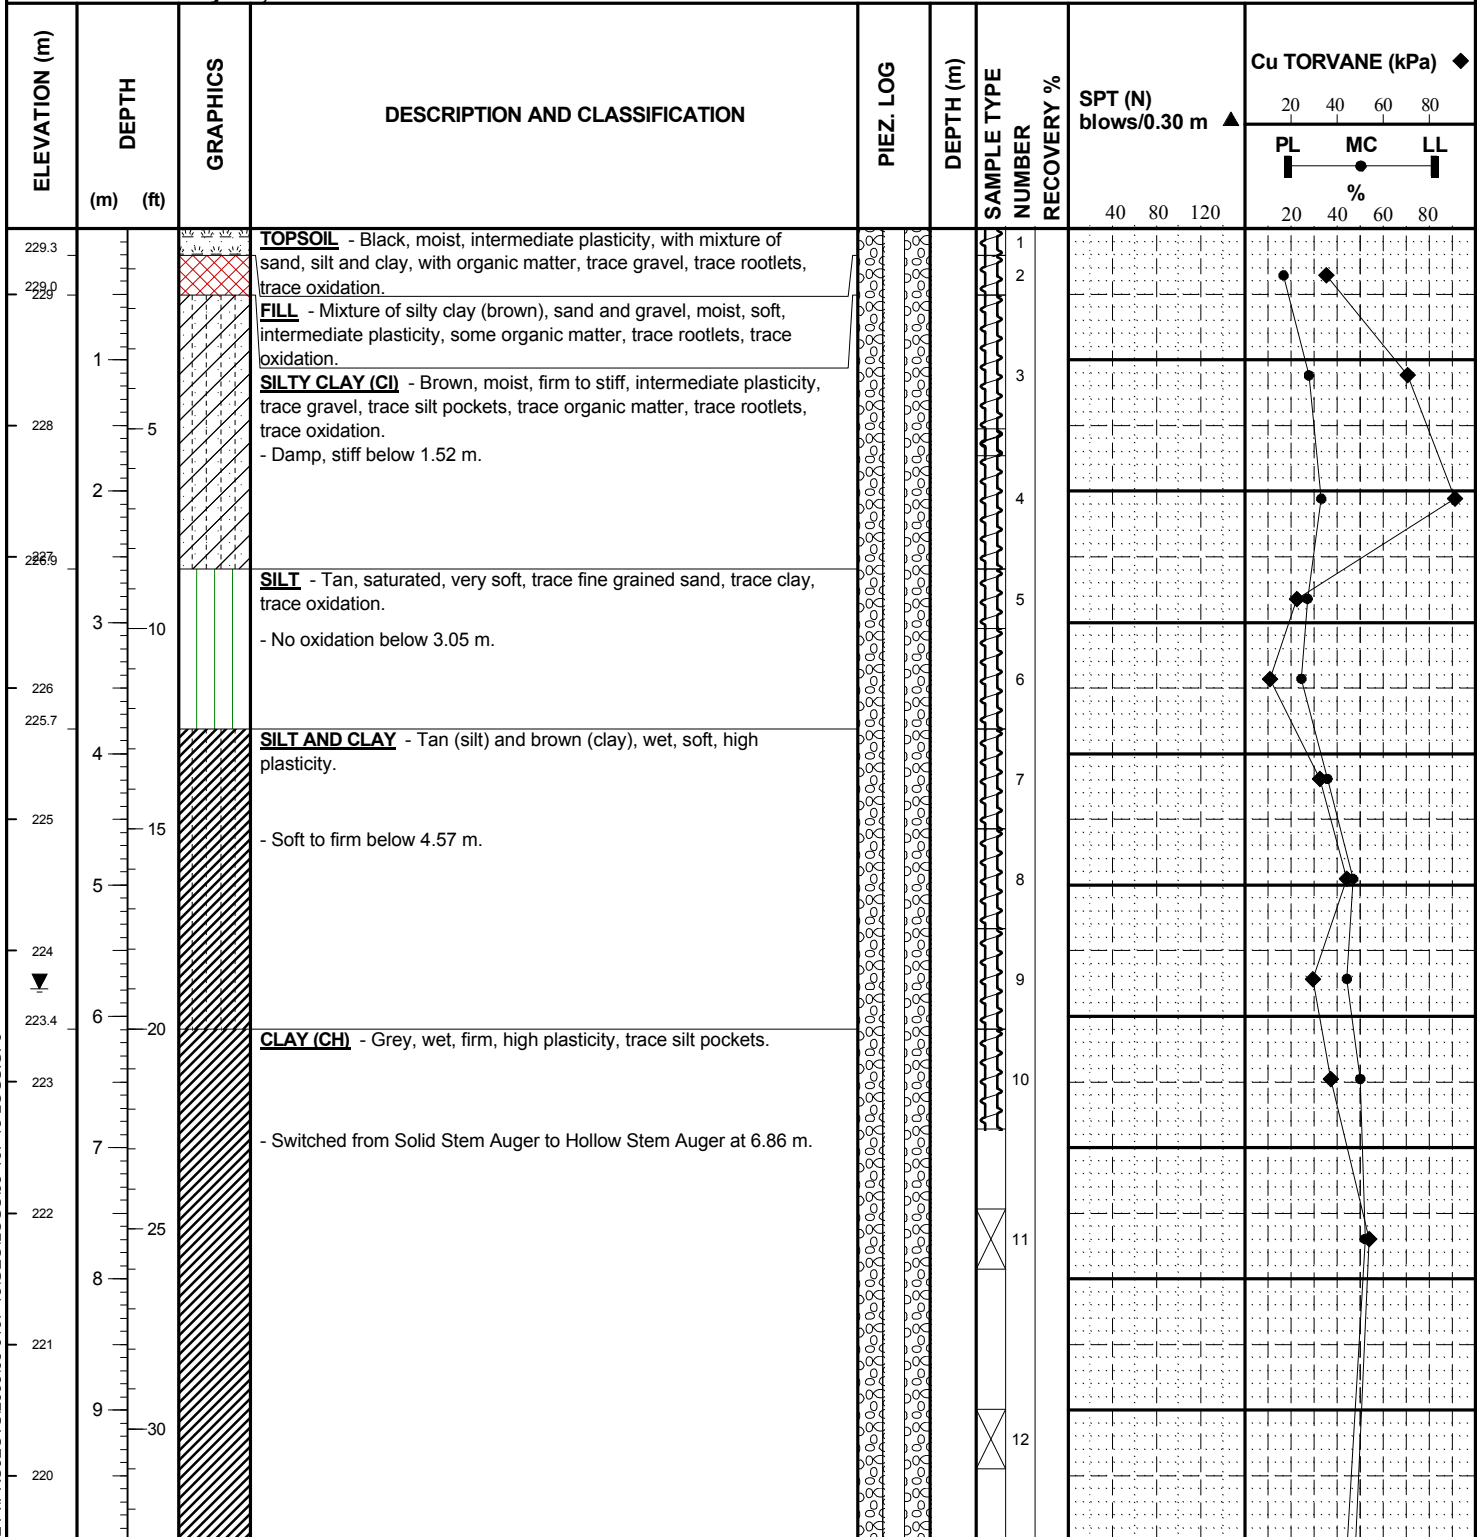 ELEVATION (m)
DEPTH
(m) (ft)
GRAPHICS
DESCRIPTION AND CLASSIFICATION
PIEZ. LOG
DEPTH (m)
SAMPLE TYPE
NUMBER
RECOVERY %
SPT (N)
blows/0.30 m ▲
40 80 120
Cu TORVANE (kPa) ◆
20 40 60 80
PL MC LL
%
20 40 60 80
229.3
229.0
229
228
227
226.9
226
225.7
225
224
223.4
223
222
221
220
1
2
3
4
5
6
7
8
9
5
10
15
20
25
30
TOPSOIL - Black, moist, intermediate plasticity, with mixture of
sand, silt and clay, with organic matter, trace gravel, trace rootlets,
trace oxidation.
FILL - Mixture of silty clay (brown), sand and gravel, moist, soft,
intermediate plasticity, some organic matter, trace rootlets, trace
oxidation.
SILTY CLAY (CI) - Brown, moist, firm to stiff, intermediate plasticity,
trace gravel, trace silt pockets, trace organic matter, trace rootlets,
trace oxidation.
- Damp, stiff below 1.52 m.
SILT - Tan, saturated, very soft, trace fine grained sand, trace clay,
trace oxidation.
- No oxidation below 3.05 m.
SILT AND CLAY - Tan (silt) and brown (clay), wet, soft, high
plasticity.
- Soft to firm below 4.57 m.
CLAY (CH) - Grey, wet, firm, high plasticity, trace silt pockets.
- Switched from Solid Stem Auger to Hollow Stem Auger at 6.86 m.
1
2
3
4
5
6
7
8
9
10
11
12